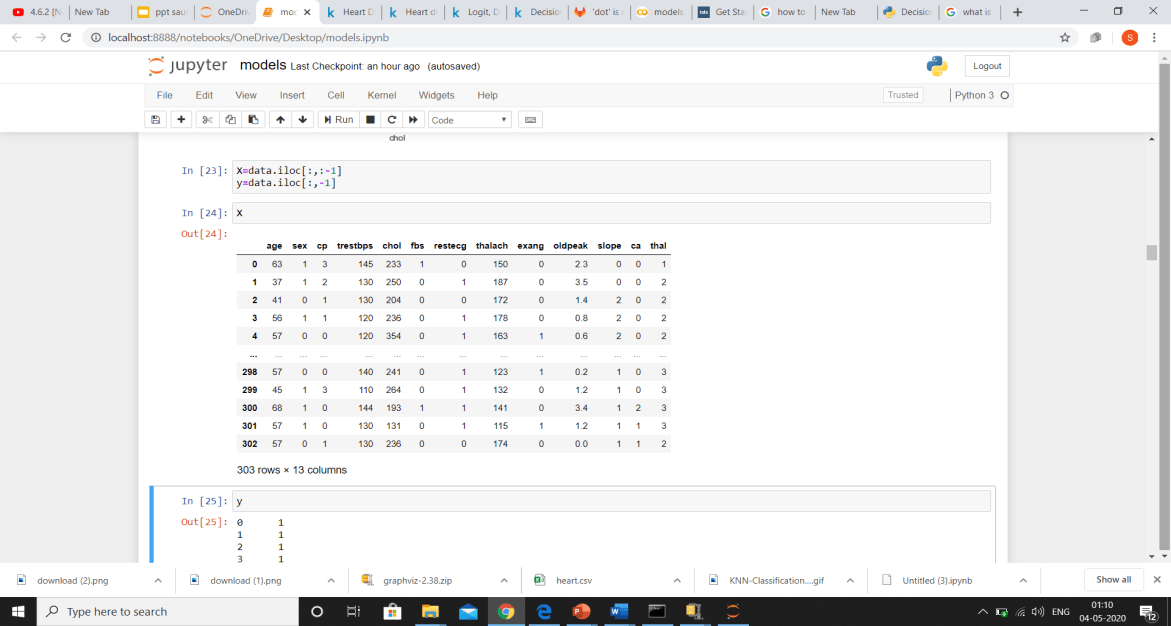 4.6.2 [N New Tab ppt sau OneDriv moc Heart D Heart d Logit, D Decisio 'dot' is models Get Star how to New Tab Decision what is
localhost:8888/notebooks/OneDrive/Desktop/models.ipynb S
jupyter models Last Checkpoint: an hour ago (autosaved) Logout
File Edit View Insert Cell Kernel Widgets Help Trusted Python 3
Run Code
chol
In [23]: X=data.iloc[:,:-1]
y=data.iloc[:,-1]
In [24]: X
Out[24]:
age sex cp trestbps chol fbs restecg thalach exang oldpeak slope ca thal
0 63 1 3 145 233 1 0 150 0 2.3 0 0 1
1 37 1 2 130 250 0 1 187 0 3.5 0 0 2
2 41 0 1 130 204 0 0 172 0 1.4 2 0 2
3 56 1 1 120 236 0 1 178 0 0.8 2 0 2
4 57 0 0 120 354 0 1 163 1 0.6 2 0 2
... ... ... ... ... ... ... ... ... ... ... ... ... ...
298 57 0 0 140 241 0 1 123 1 0.2 1 0 3
299 45 1 3 110 264 0 1 132 0 1.2 1 0 3
300 68 1 0 144 193 1 1 141 0 3.4 1 2 3
301 57 1 0 130 131 0 1 115 1 1.2 1 1 3
302 57 0 1 130 236 0 0 174 0 0.0 1 1 2
303 rows × 13 columns
In [25]: y
Out[25]: 0 1
1 1
2 1
3 1
download (2).png download (1).png graphviz-2.38.zip heart.csv KNN-Classification....gif Untitled (3).ipynb Show all
Type here to search ENG 01:10
04-05-2020 12